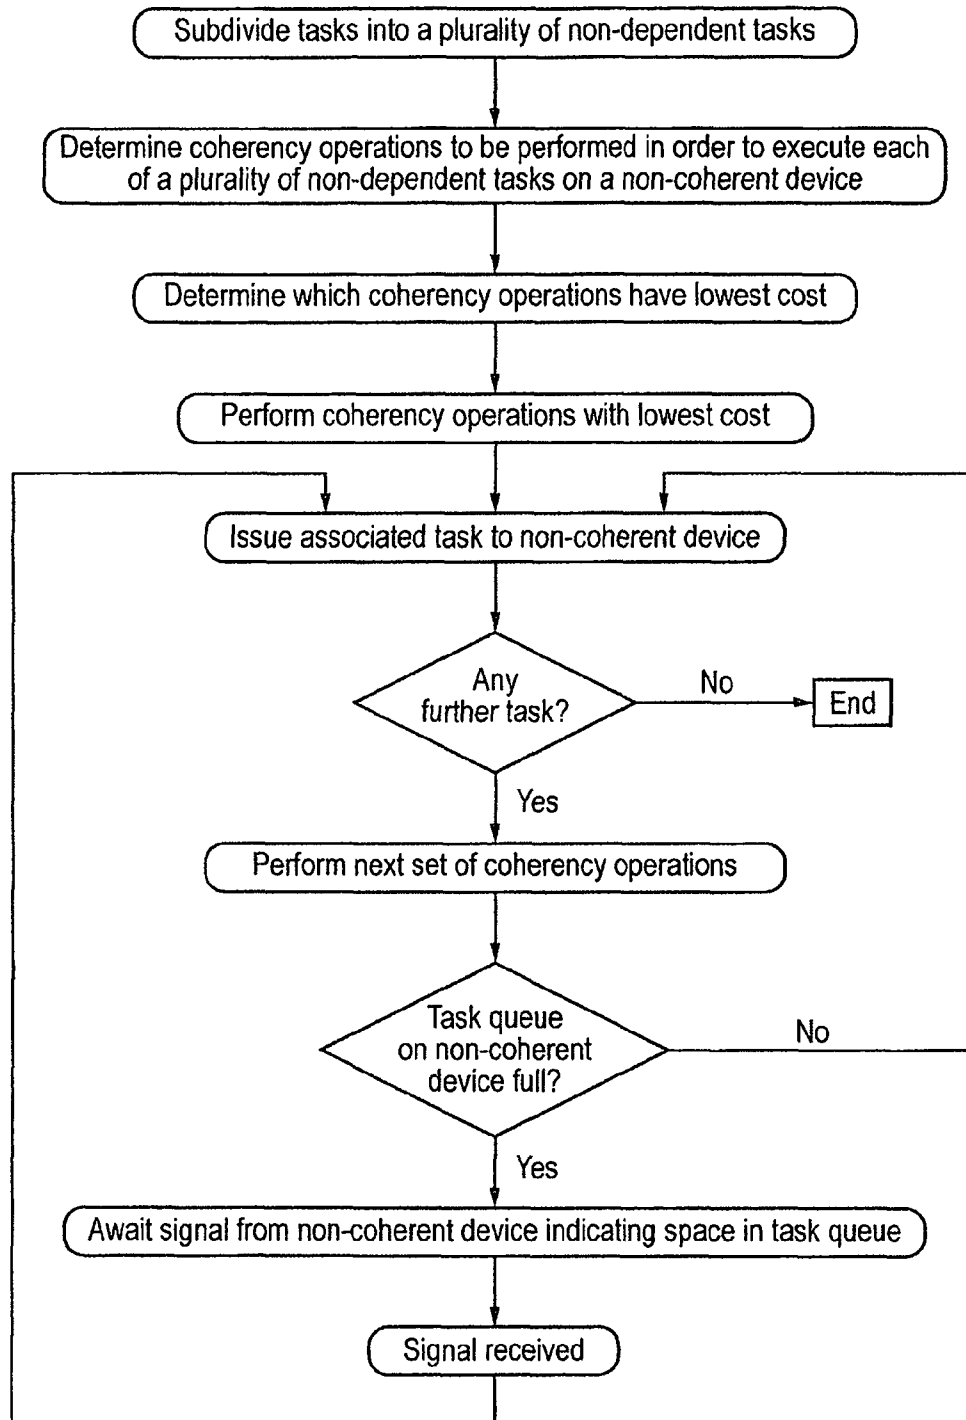 Subdivide tasks into a plurality of non-dependent tasks
Determine coherency operations to be performed in order to execute each
of a plurality of non-dependent tasks on a non-coherent device
Determine which coherency operations have lowest cost
Perform coherency operations with lowest cost
Issue associated task to non-coherent device
Any
further task?
No
End
Yes
Perform next set of coherency operations
Task queue
on non-coherent
device full?
No
Yes
Await signal from non-coherent device indicating space in task queue
Signal received